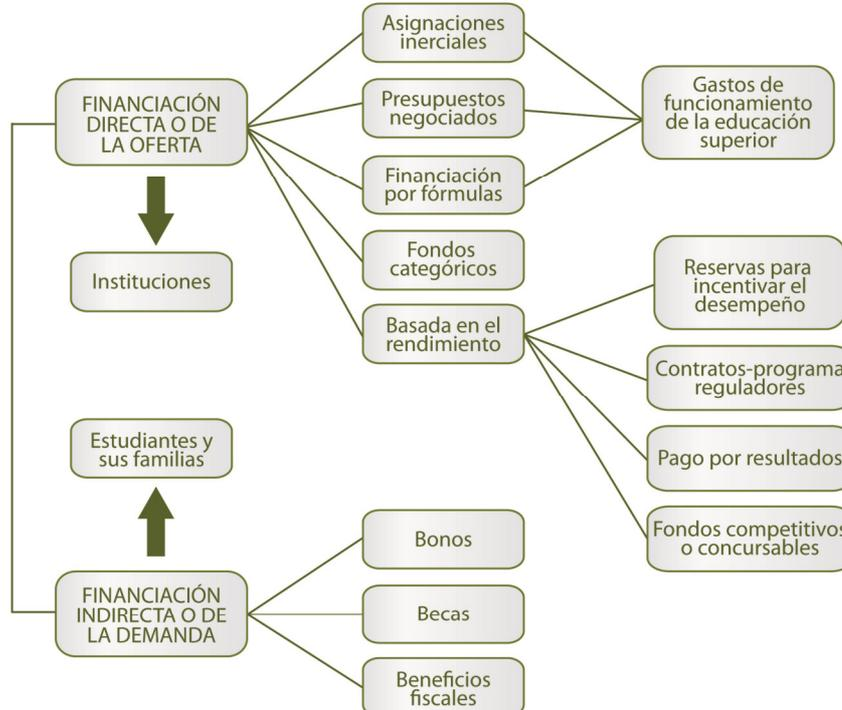 Asignaciones
inerciales
FINANCIACIÓN
DIRECTA O DE
LA OFERTA
Presupuestos
negociados
Gastos de
funcionamiento
de la educación
superior
Financiación
por fórmulas
Instituciones
Fondos
categóricos
Reservas para
incentivar el
desempeño
Basada en el
rendimiento
Contratos-programa
reguladores
Pago por resultados
Fondos competitivos
o concursables
Estudiantes y
sus familias
FINANCIACIÓN
INDIRECTA O DE
LA DEMANDA
Bonos
Becas
Beneficios
fiscales